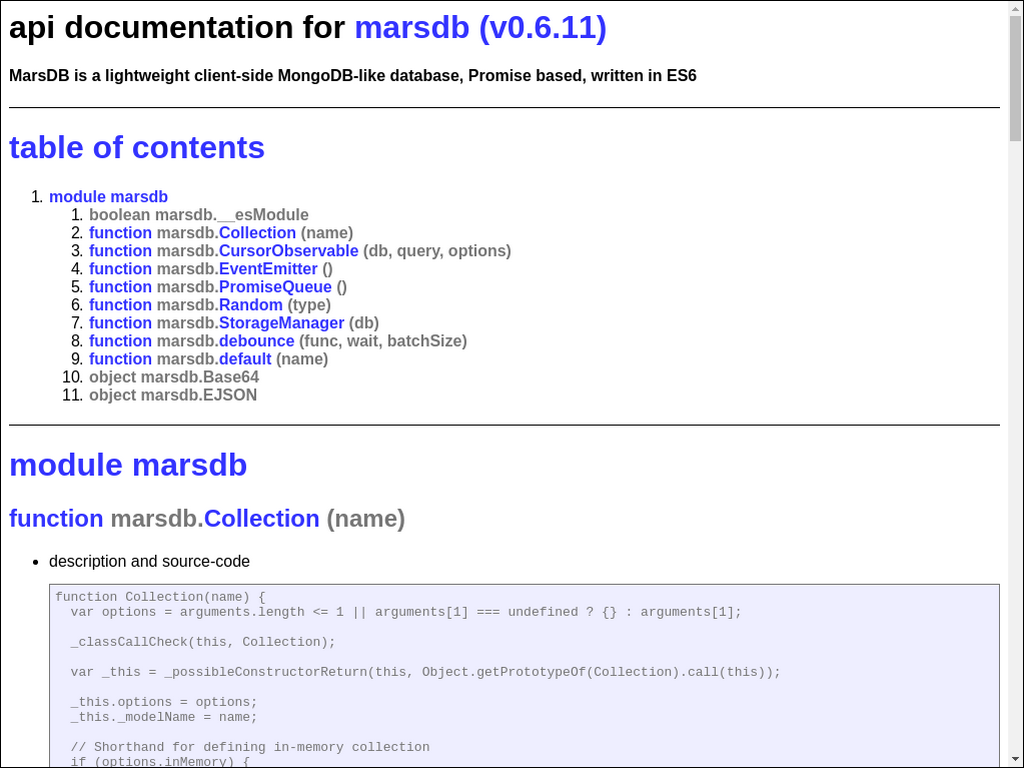 api documentation for marsdb (v0.6.11)
MarsDB is a lightweight client-side MongoDB-like database, Promise based, written in ES6
table of contents
1. module marsdb
1. boolean marsdb.__esModule
2. function marsdb.Collection (name)
3. function marsdb.CursorObservable (db, query, options)
4. function marsdb.EventEmitter ()
5. function marsdb.PromiseQueue ()
6. function marsdb.Random (type)
7. function marsdb.StorageManager (db)
8. function marsdb.debounce (func, wait, batchSize)
9. function marsdb.default (name)
10. object marsdb.Base64
11. object marsdb.EJSON
module marsdb
function marsdb.Collection (name)
• description and source-code
function Collection(name) {
  var options = arguments.length <= 1 || arguments[1] === undefined ? {} : arguments[1];
  _classCallCheck(this, Collection);
  var _this = _possibleConstructorReturn(this, Object.getPrototypeOf(Collection).call(this));
  _this.options = options;
  _this._modelName = name;
  // Shorthand for defining in-memory collection
  if (options.inMemory) {